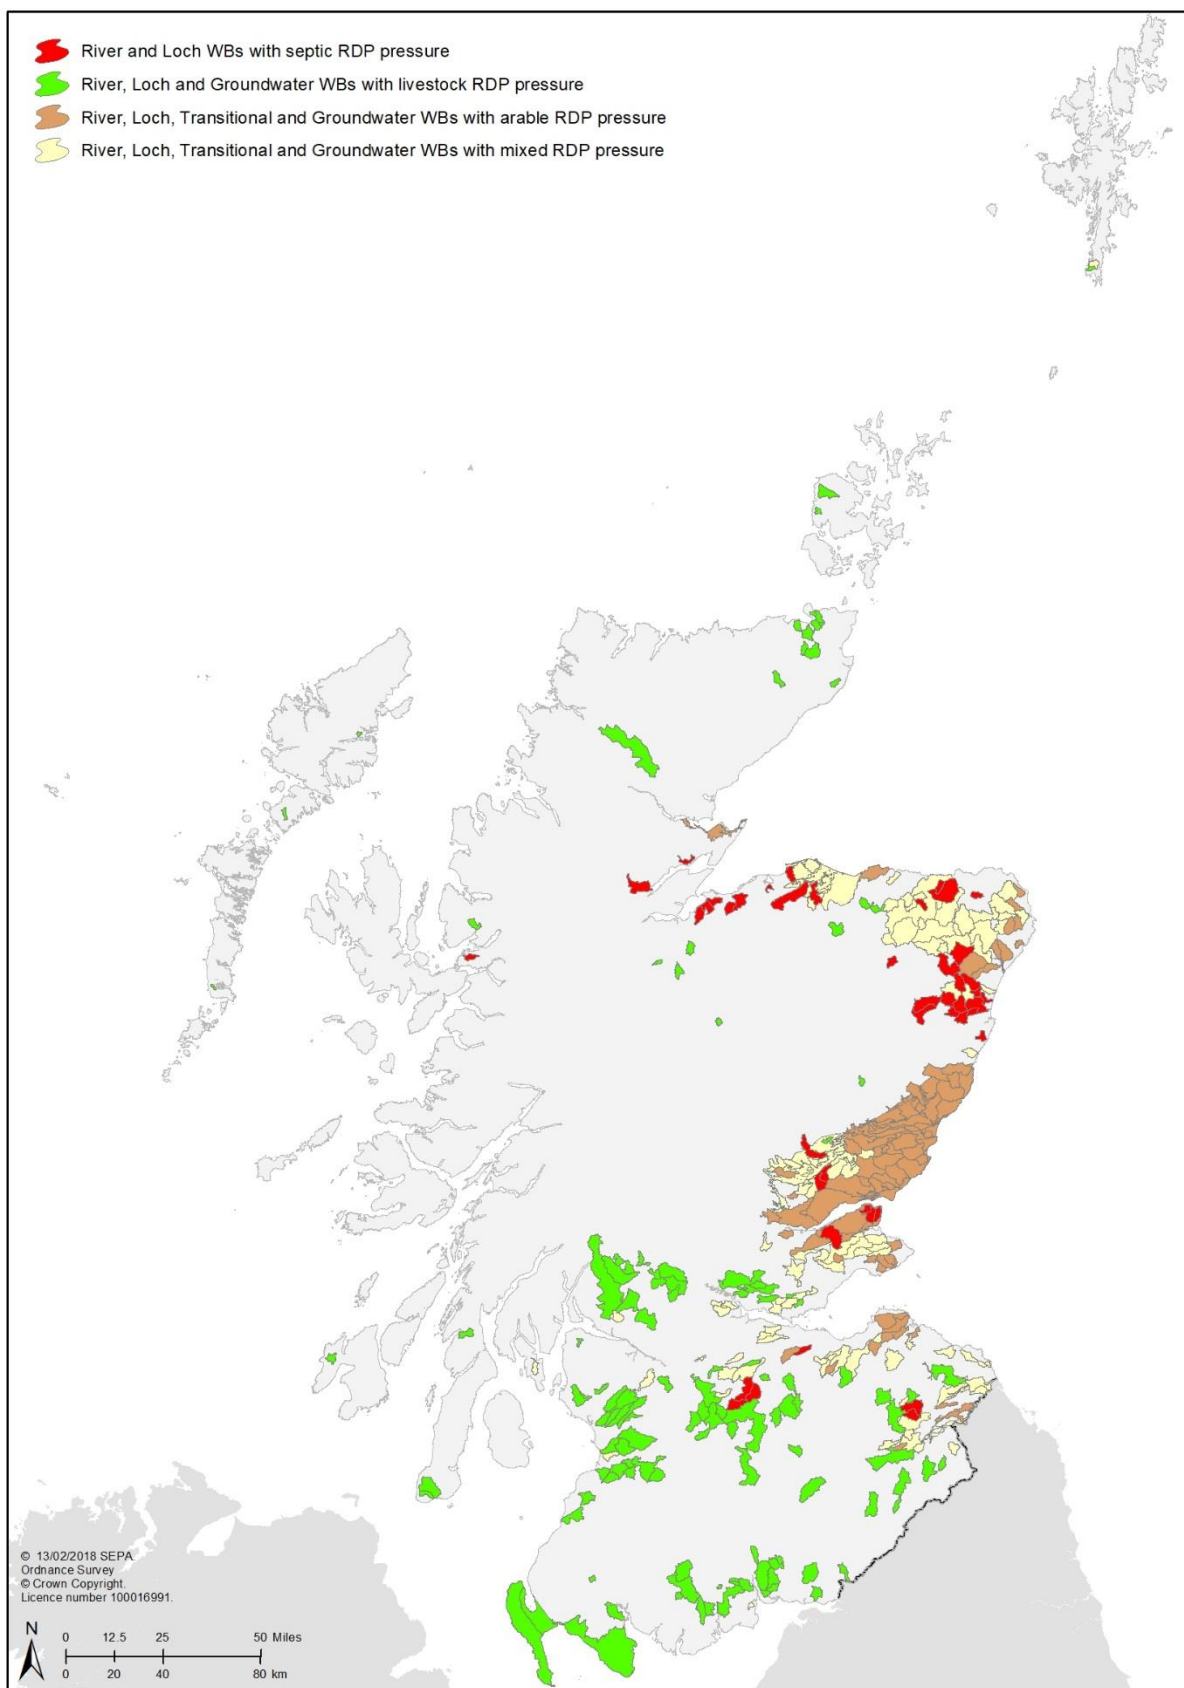 River and Loch WBs with septic RDP pressure
River, Loch and Groundwater WBs with livestock RDP pressure
River, Loch, Transitional and Groundwater WBs with arable RDP pressure
River, Loch, Transitional and Groundwater WBs with mixed RDP pressure
© 13/02/2018 SEPA.
Ordnance Survey
© Crown Copyright.
Licence number 100016991.
N
0 12.5 25 50 Miles
0 20 40 80 km